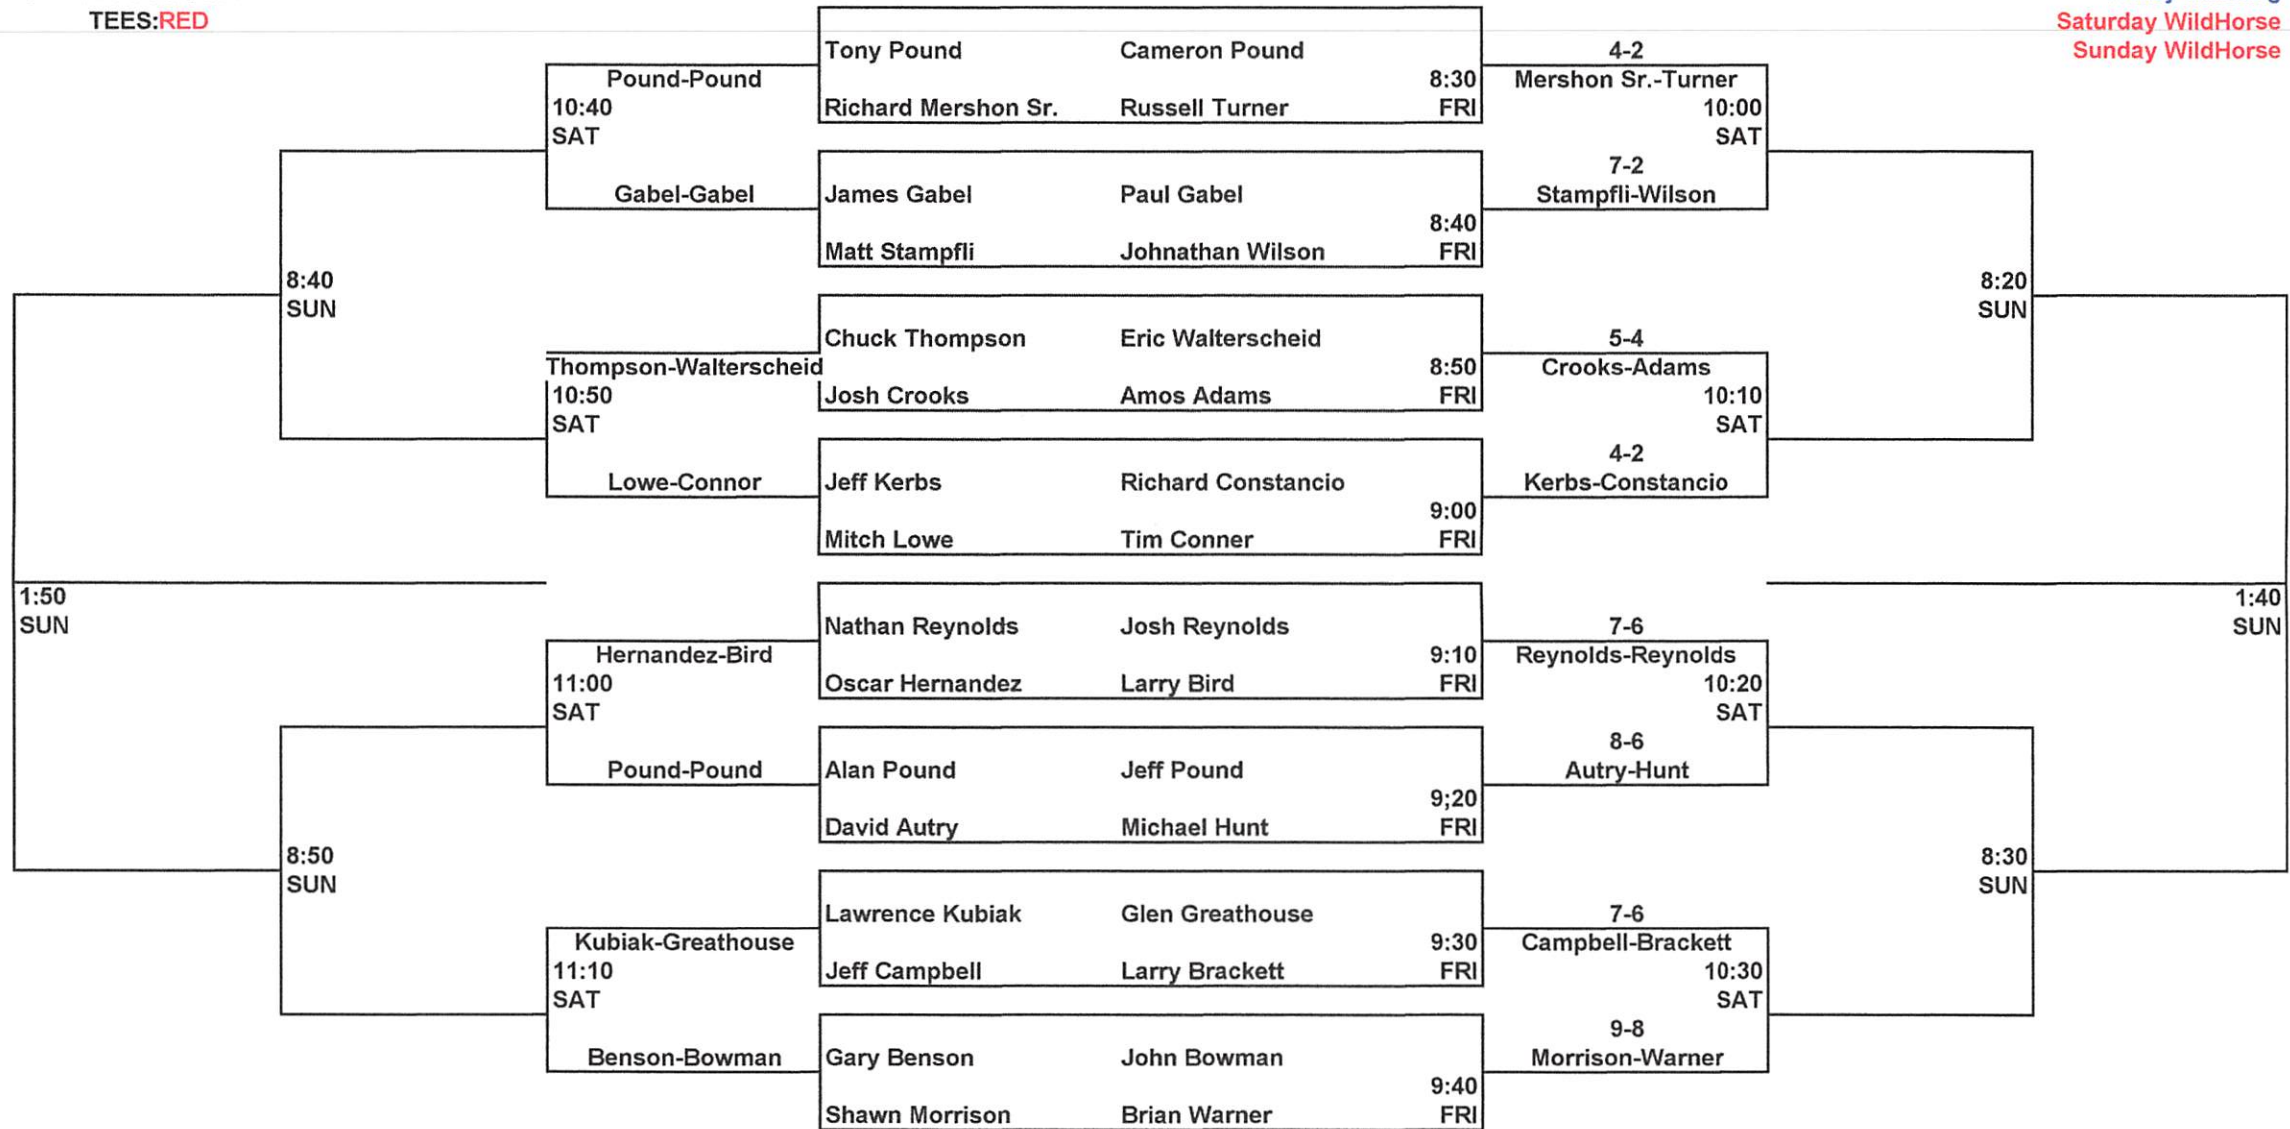 TEES:RED
Saturday WildHorse
Sunday WildHorse
Tony Pound Cameron Pound 4-2
Pound-Pound 8:30 Mershon Sr.-Turner
10:40 Richard Mershon Sr. Russell Turner FRI 10:00
SAT SAT
7-2
Gabel-Gabel James Gabel Paul Gabel Stampfli-Wilson
8:40
Matt Stampfli Johnathan Wilson FRI
8:40 8:20
SUN SUN
Chuck Thompson Eric Walterscheid 5-4
Thompson-Walterscheid 8:50 Crooks-Adams
10:50 Josh Crooks Amos Adams FRI 10:10
SAT SAT
4-2
Lowe-Connor Jeff Kerbs Richard Constancio Kerbs-Constancio
9:00
Mitch Lowe Tim Conner FRI
1:50 1:40
SUN Nathan Reynolds Josh Reynolds 7-6 SUN
Hernandez-Bird 9:10 Reynolds-Reynolds
11:00 Oscar Hernandez Larry Bird FRI 10:20
SAT SAT
8-6
Pound-Pound Alan Pound Jeff Pound Autry-Hunt
9;20
David Autry Michael Hunt FRI
8:50 8:30
SUN SUN
Lawrence Kubiak Glen Greathouse 7-6
Kubiak-Greathouse 9:30 Campbell-Brackett
11:10 Jeff Campbell Larry Brackett FRI 10:30
SAT SAT
9-8
Benson-Bowman Gary Benson John Bowman Morrison-Warner
9:40
Shawn Morrison Brian Warner FRI